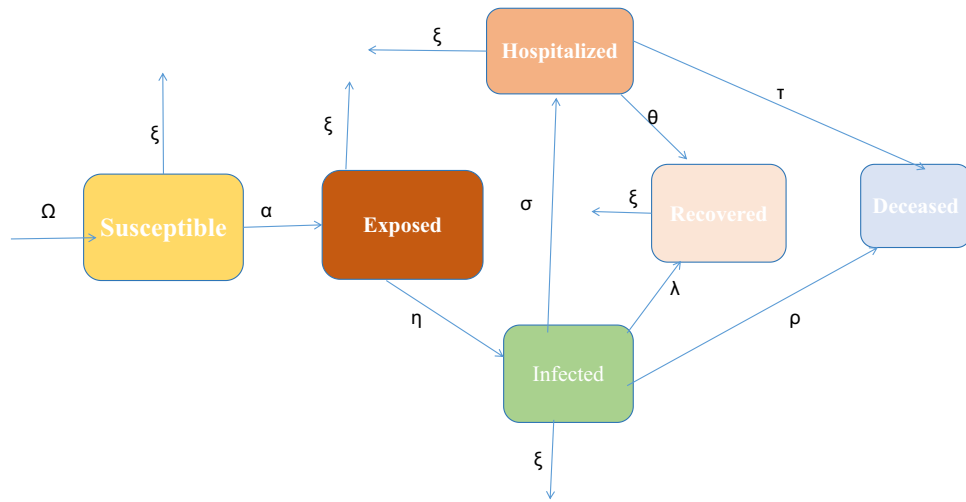 ξ
Hospitalized
τ
ξ
ξ
θ
Ω
Susceptible
α
Exposed
σ
ξ
Recovered
Deceased
η
λ
ρ
Infected
ξ